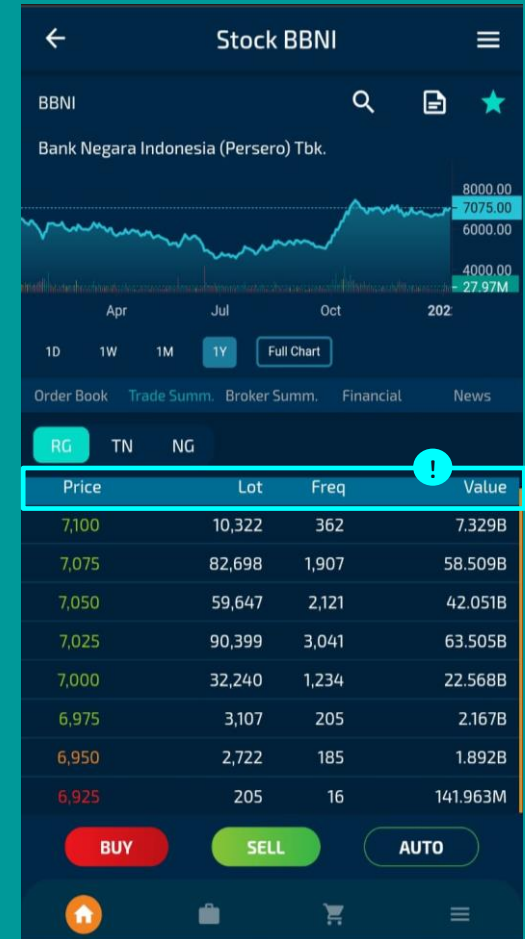 Stock BBNI
BBNI
Bank Negara Indonesia (Persero) Tbk.
8000.00
7075.00
6000.00
4000.00
27.97M
Apr Jul Oct 202
1D 1W 1M 1Y Full Chart
Order Book Trade Summ. Broker Summ. Financial News
RG TN NG
!
Price Lot Freq Value
7,100 10,322 362 7.329B
7,075 82,698 1,907 58.509B
7,050 59,647 2,121 42.051B
7,025 90,399 3,041 63.505B
7,000 32,240 1,234 22.568B
6,975 3,107 205 2.167B
6,950 2,722 185 1.892B
6,925 205 16 141.963M
BUY SELL AUTO